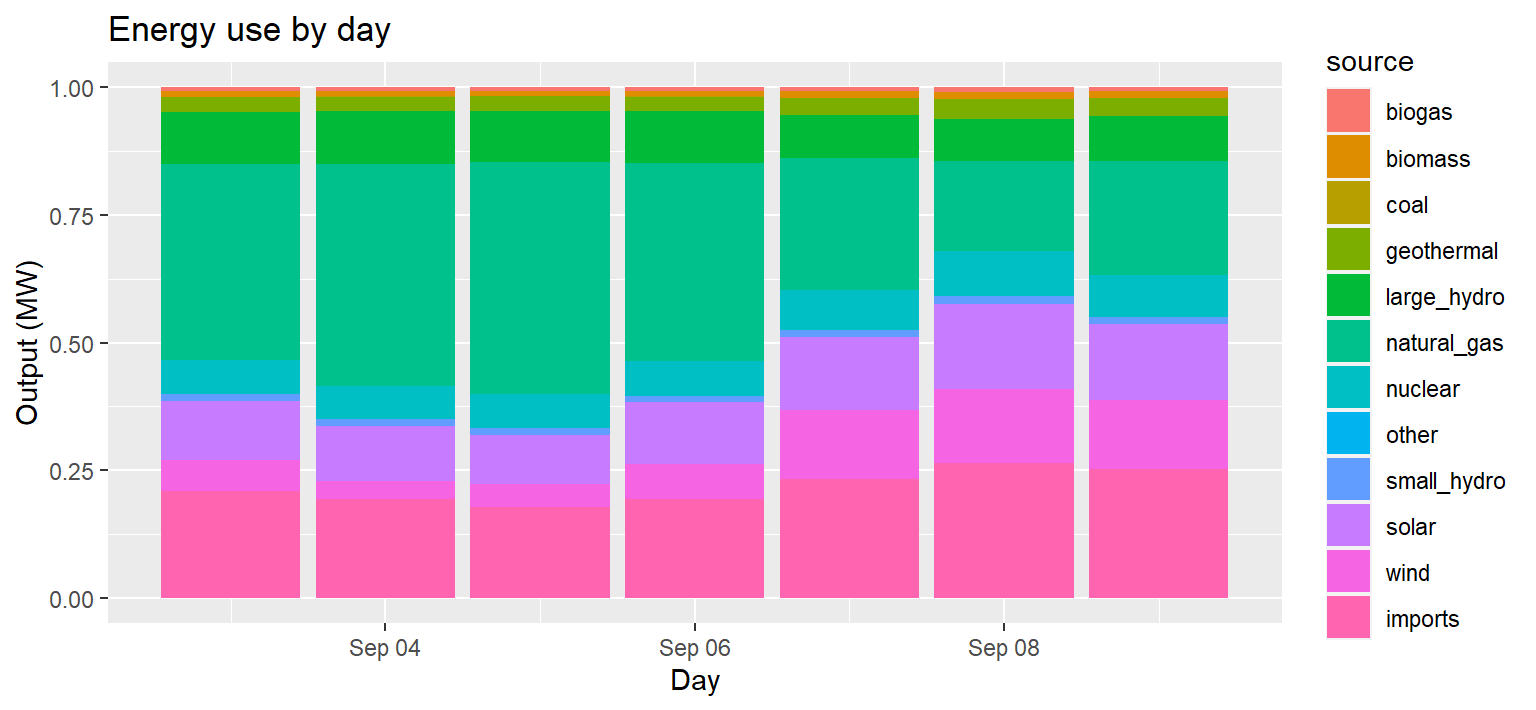 Energy use by day
Output (MW)
1.00
0.75
0.50
0.25
0.00
Sep 04
Sep 06
Sep 08
Day
source
biogas
biomass
coal
geothermal
large_hydro
natural_gas
nuclear
other
small_hydro
solar
wind
imports